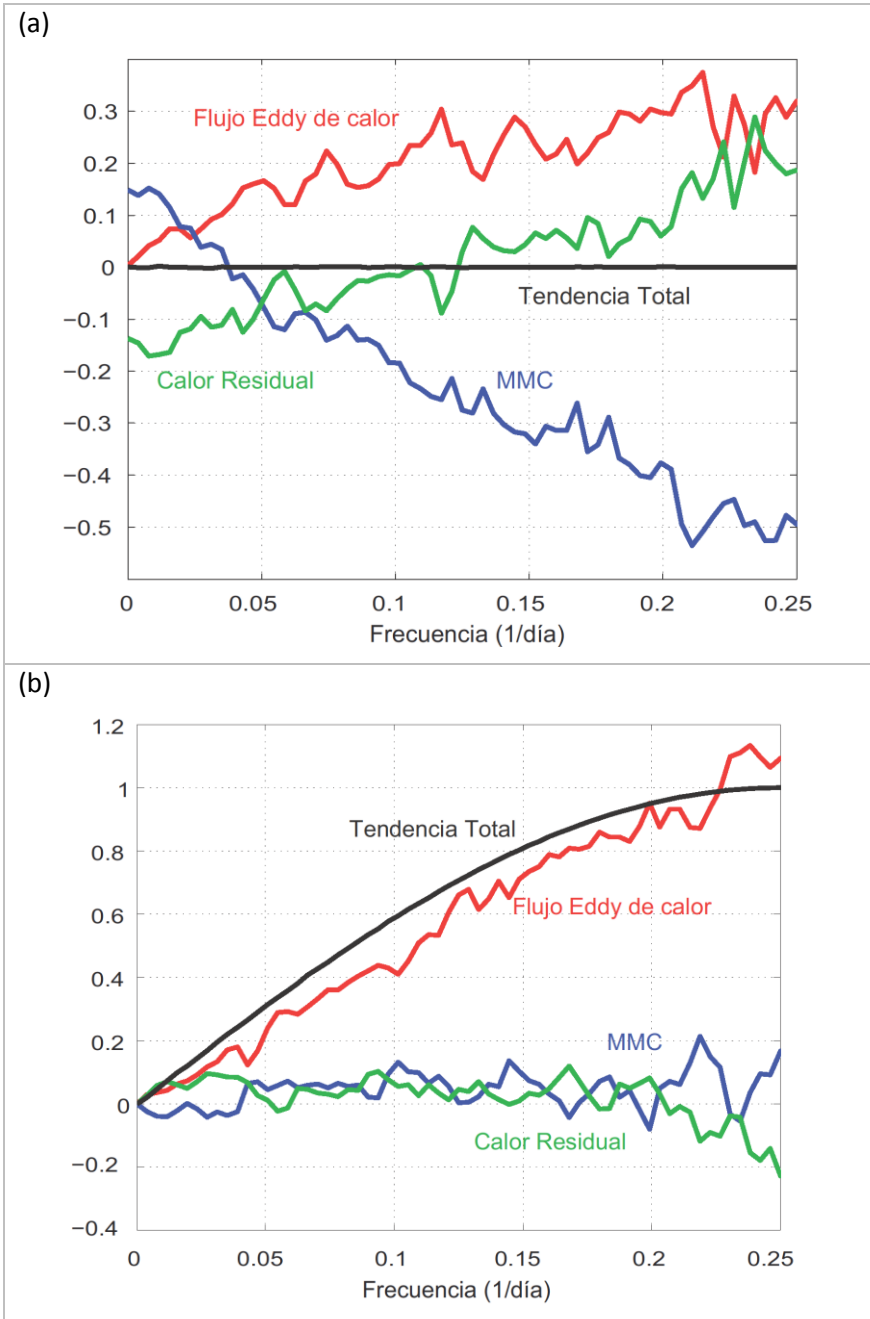 (a)
0.3
0.2
0.1
0
−0.1
−0.2
−0.3
−0.4
−0.5
Flujo Eddy de calor
Tendencia Total
Calor Residual
MMC
0 0.05 0.1 0.15 0.2 0.25
Frecuencia (1/día)
(b)
1.2
1
0.8
0.6
0.4
0.2
0
−0.2
−0.4
Tendencia Total
Flujo Eddy de calor
MMC
Calor Residual
0 0.05 0.1 0.15 0.2 0.25
Frecuencia (1/día)